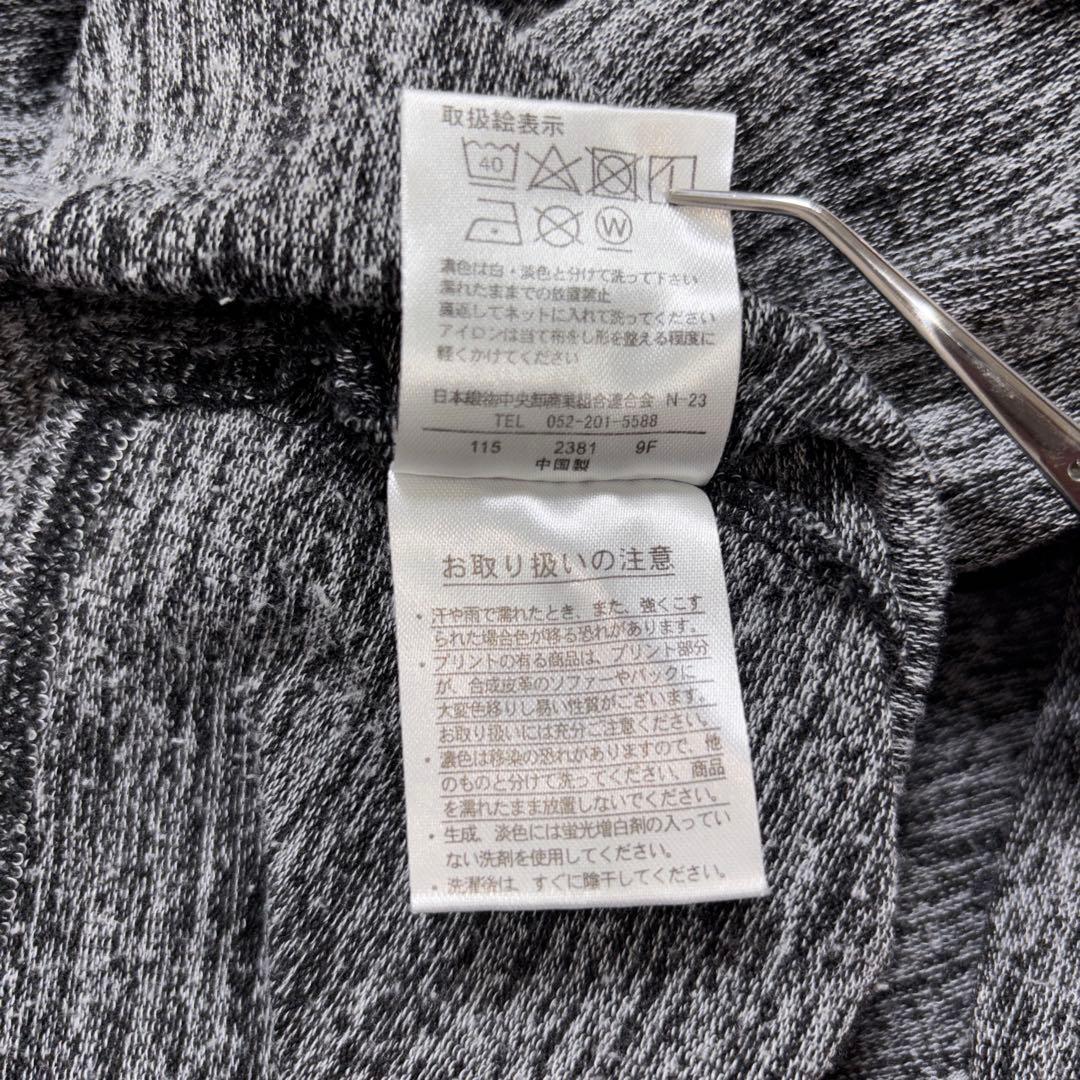 取扱絵表示
40
W
濃色は白・淡色と分けて洗って下さい
濡れたままでの放置禁止
裏返してネットに入れて洗ってください
アイロンは当て布をし形を整える程度に
軽くかけてください
日本織物中央卸商業組合連合会 N-23
TEL 052-201-5588
115 2381 9F
中国製
お取り扱いの注意
・汗や雨で濡れたとき、また、強くこす
られた場合色が移る恐れがあります。
・プリントの有る商品は、プリント部分
が、合成皮革のソファーやバックに
大変色移りし易い性質がございます。
お取り扱いには充分ご注意ください。
・濃色は移染の恐れがありますので、他
のものと分けて洗ってください、商品
を濡れたまま放置しないでください。
・生成、淡色には蛍光増白剤の入ってい
ない洗剤を使用してください。
・洗濯後は、すぐに陰干してください。